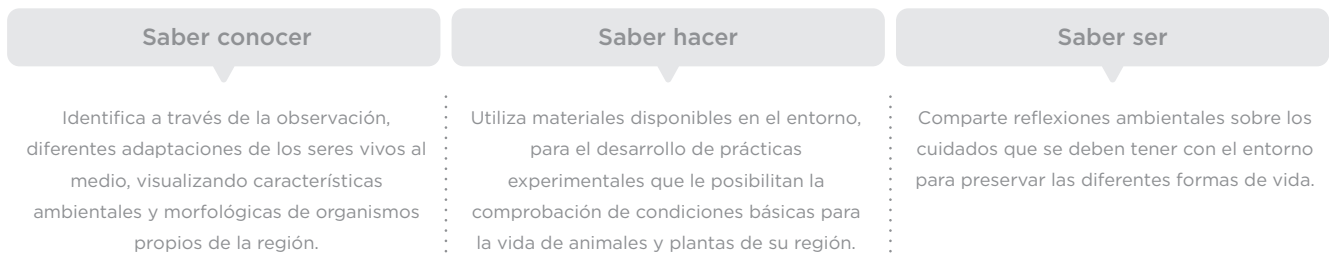 Saber conocer
Identifica a través de la observación,
diferentes adaptaciones de los seres vivos al
medio, visualizando características
ambientales y morfológicas de organismos
propios de la región.
Saber hacer
Utiliza materiales disponibles en el entorno,
para el desarrollo de prácticas
experimentales que le posibilitan la
comprobación de condiciones básicas para
la vida de animales y plantas de su región.
Saber ser
Comparte reflexiones ambientales sobre los
cuidados que se deben tener con el entorno
para preservar las diferentes formas de vida.